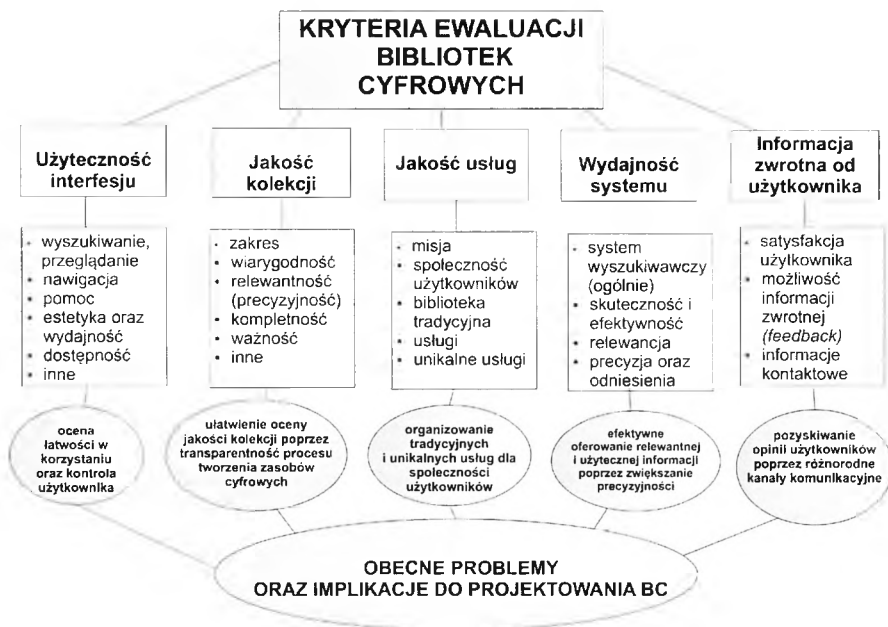 KRYTERIA EWALUACJI
BIBLIOTEK
CYFROWYCH
Użyteczność
interfesju
Jakość
kolekcji
Jakość usług
Wydajność
systemu
Informacja
zwrotna od
użytkownika
• wyszukiwanie,
przeglądanie
• nawigacja
• pomoc
• estetyka oraz
wydajność
• dostępność
• inne
• zakres
• wiarygodność
• relewantność
(precyzyjność)
• kompletność
• ważność
• inne
• misja
• społeczność
użytkowników
• biblioteka
tradycyjna
• usługi
• unikalne usługi
• system
wyszukiwawczy
(ogólnie)
• skuteczność i
efektywność
• relewancja
• precyzja oraz
odniesienia
• satysfakcja
użytkownika
• możliwość
informacji
zwrotnej
(feedback)
• informacje
kontaktowe
ocena
łatwości w
korzystaniu
oraz kontrola
użytkownika
ułatwienie oceny
jakości kolekcji poprzez
transparentność procesu
tworzenia zasobów
cyfrowych
organizowanie
tradycyjnych
i unikalnych usług dla
społeczności
użytkowników
efektywne
oferowanie relewantnej
i użytecznej informacji
poprzez zwiększanie
precyzyjności
pozyskiwanie
opinii użytkowników
poprzez różnorodne
kanały komunikacyjne
OBECNE PROBLEMY
ORAZ IMPLIKACJE DO PROJEKTOWANIA BC